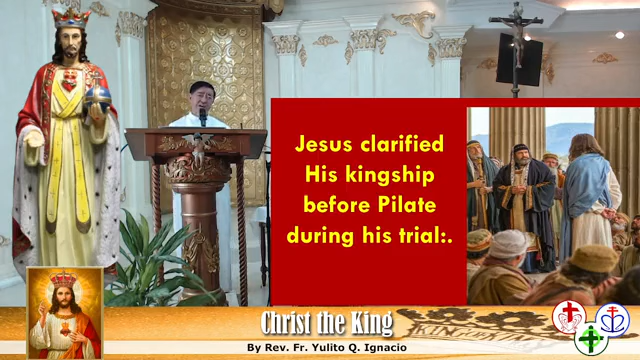 Jesus clarified
His kingship
before Pilate
during his trial:.
Christ the King
By Rev. Fr. Yulito Q. Ignacio